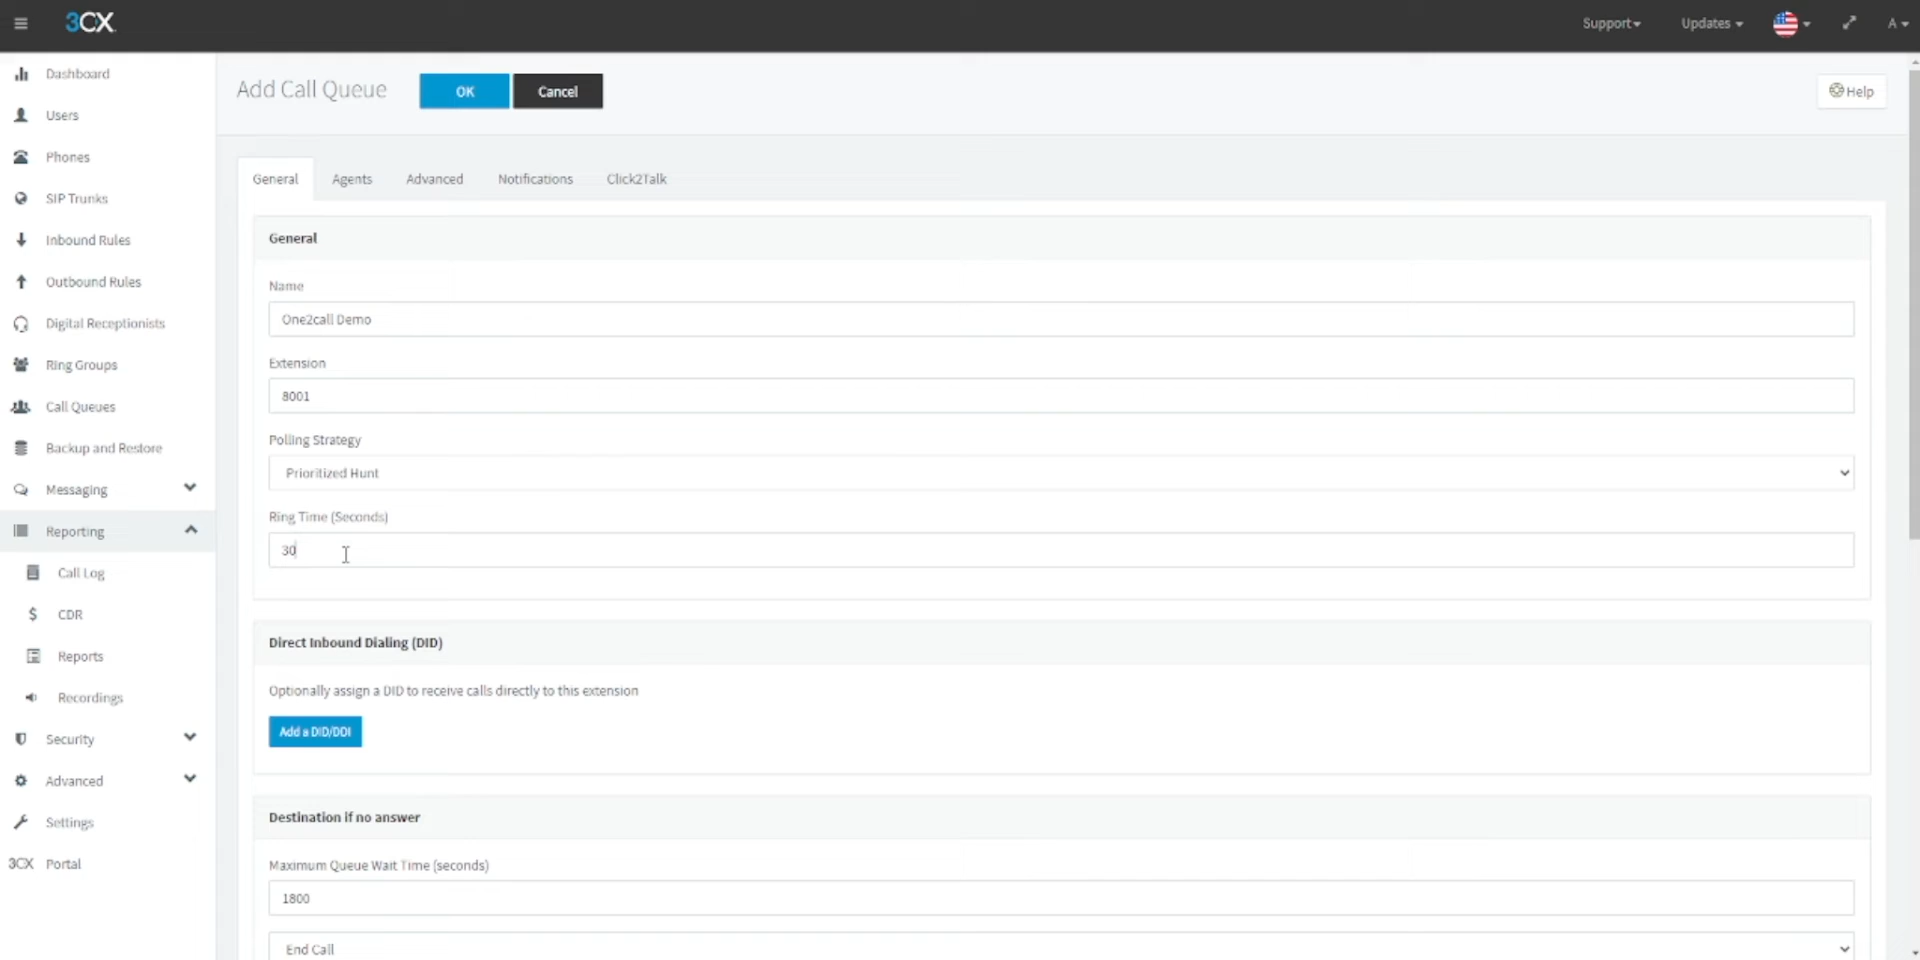 3CX
Support
Updates
A
Dashboard
Users
Phones
SIP Trunks
Inbound Rules
Outbound Rules
Digital Receptionists
Ring Groups
Call Queues
Backup and Restore
Messaging
Reporting
Call Log
$ CDR
Reports
Recordings
Security
Advanced
Settings
3CX Portal
Add Call Queue
OK
Cancel
Help
General
Agents
Advanced
Notifications
Click2Talk
General
Name
One2call Demo
Extension
8001
Polling Strategy
Prioritized Hunt
Ring Time (Seconds)
30
Direct Inbound Dialing (DID)
Optionally assign a DID to receive calls directly to this extension
Add a DID/DDI
Destination if no answer
Maximum Queue Wait Time (seconds)
1800
End Call